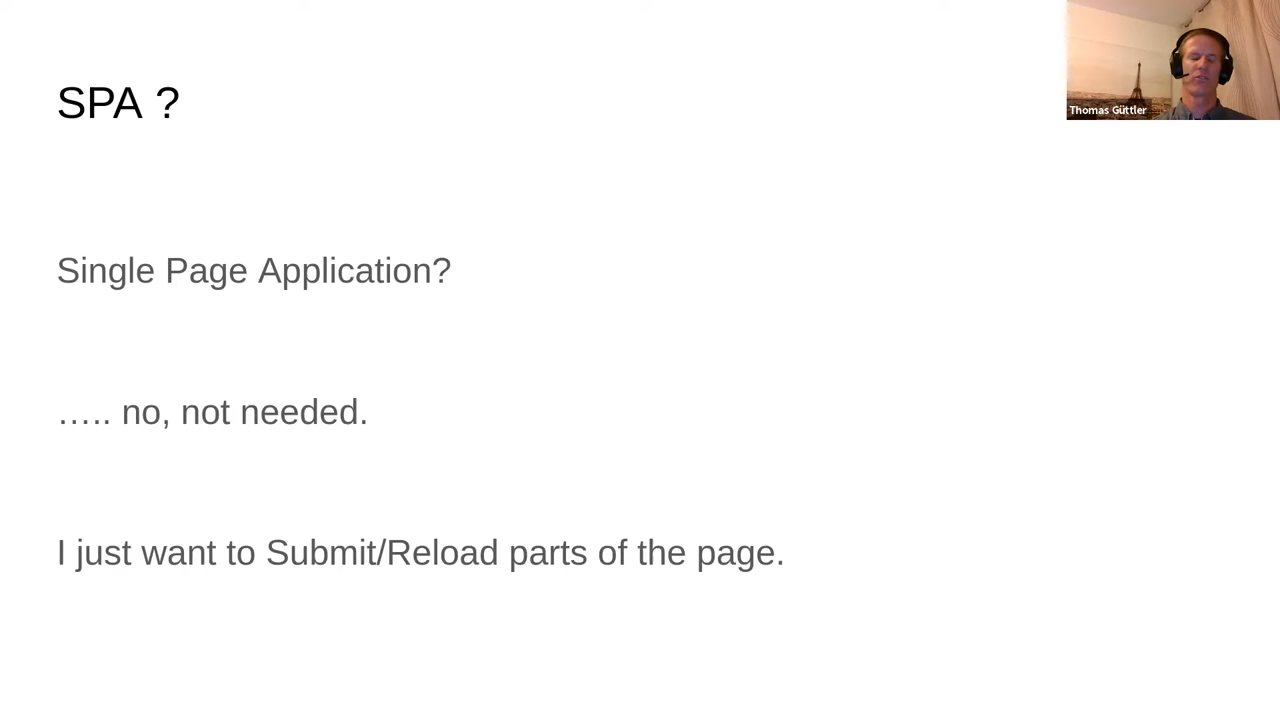 SPA ?
Thomas Güttler
Single Page Application?
..... no, not needed.
I just want to Submit/Reload parts of the page.